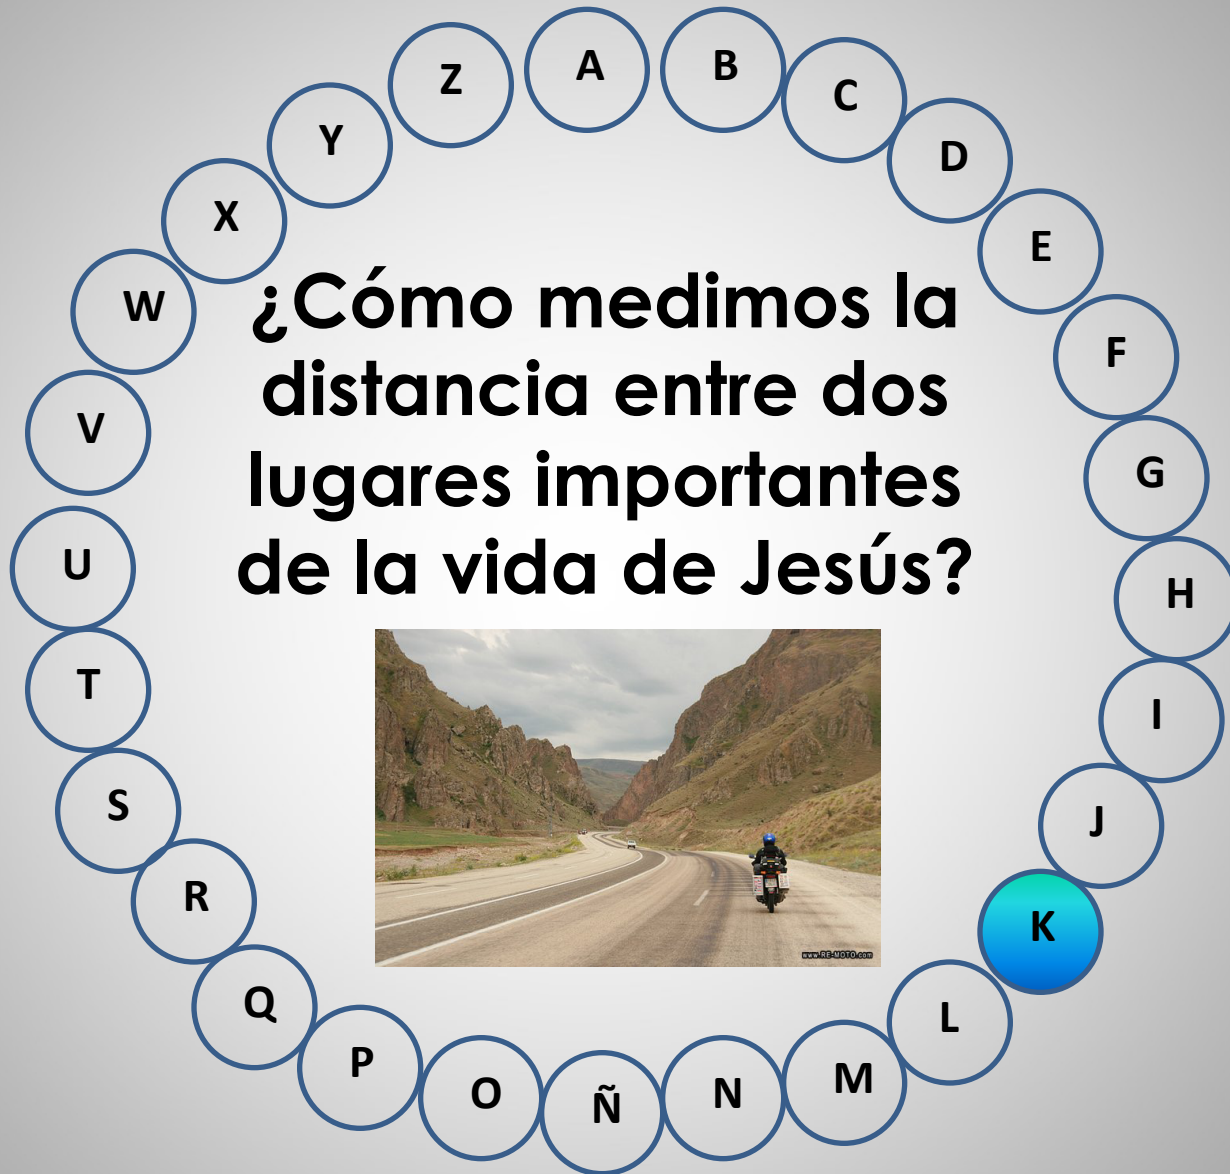 A
B
C
D
E
F
G
H
I
J
K
L
M
N
Ñ
O
P
Q
R
S
T
U
V
W
X
Y
Z
¿Cómo medimos la
distancia entre dos
lugares importantes
de la vida de Jesús?
www.RE-MOTO.com